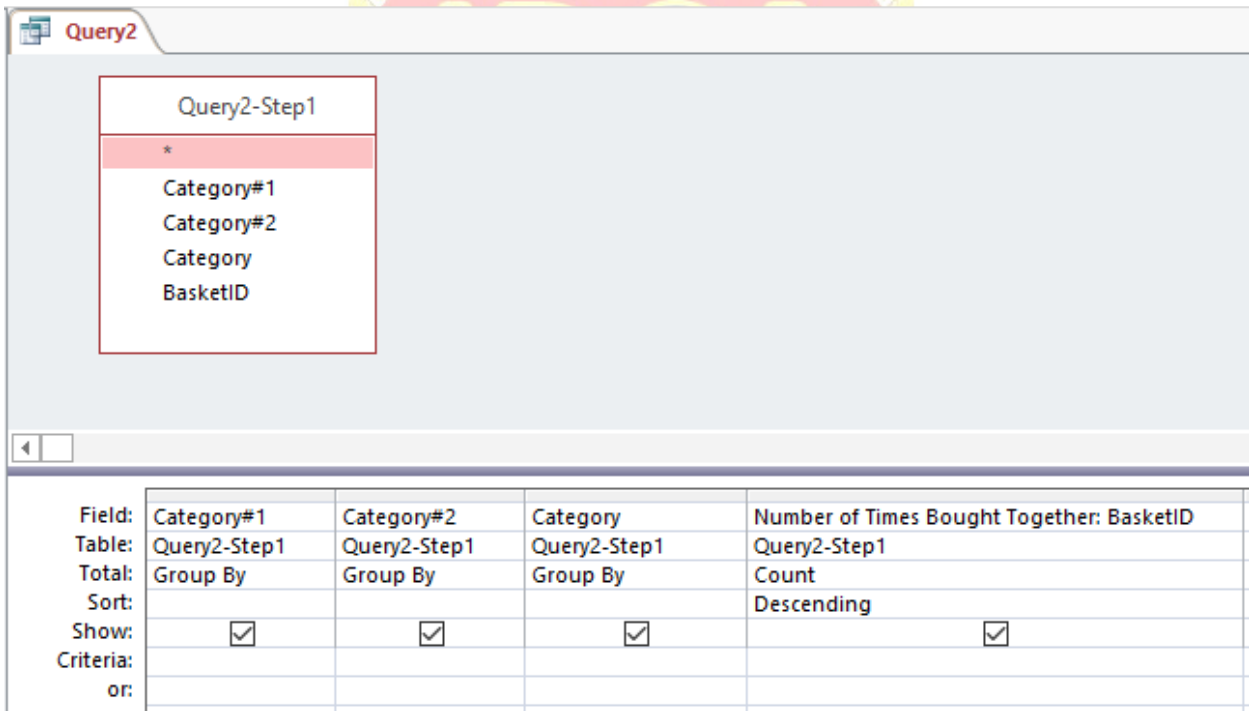 Query2
Query2-Step1
*
Category#1
Category#2
Category
BasketID
Field: Category#1 Category#2 Category Number of Times Bought Together: BasketID
Table: Query2-Step1 Query2-Step1 Query2-Step1 Query2-Step1
Total: Group By Group By Group By Count
Sort: Descending
Show:
Criteria:
or: